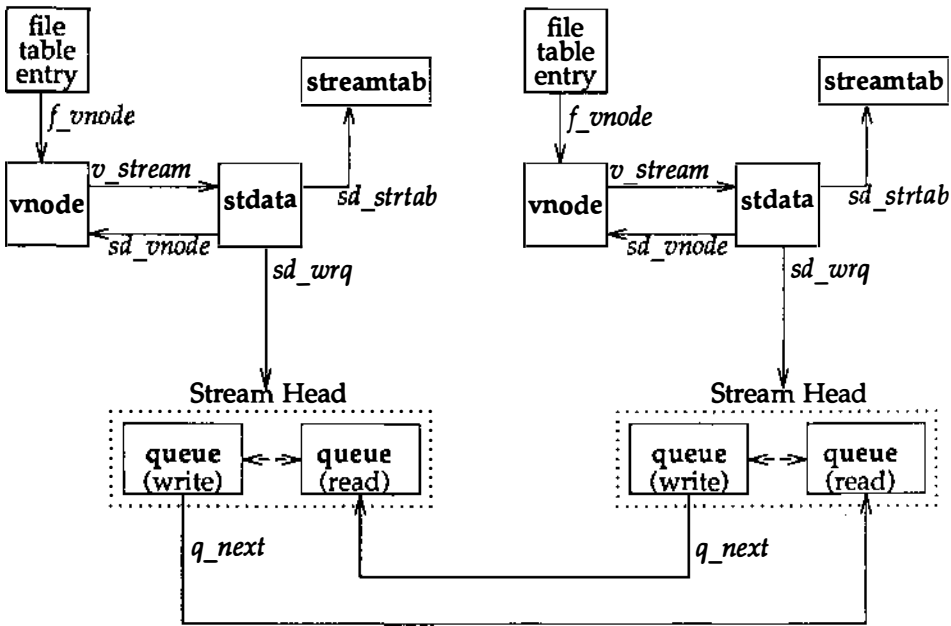 file
table
entry
streamtab
f_vnode
v_stream
vnode
stdata
sd_strtab
sd_vnode
sd_wrq
Stream Head
queue
(write)
queue
(read)
q_next
file
table
entry
streamtab
f_vnode
v_stream
vnode
stdata
sd_strtab
sd_vnode
sd_wrq
Stream Head
queue
(write)
queue
(read)
q_next